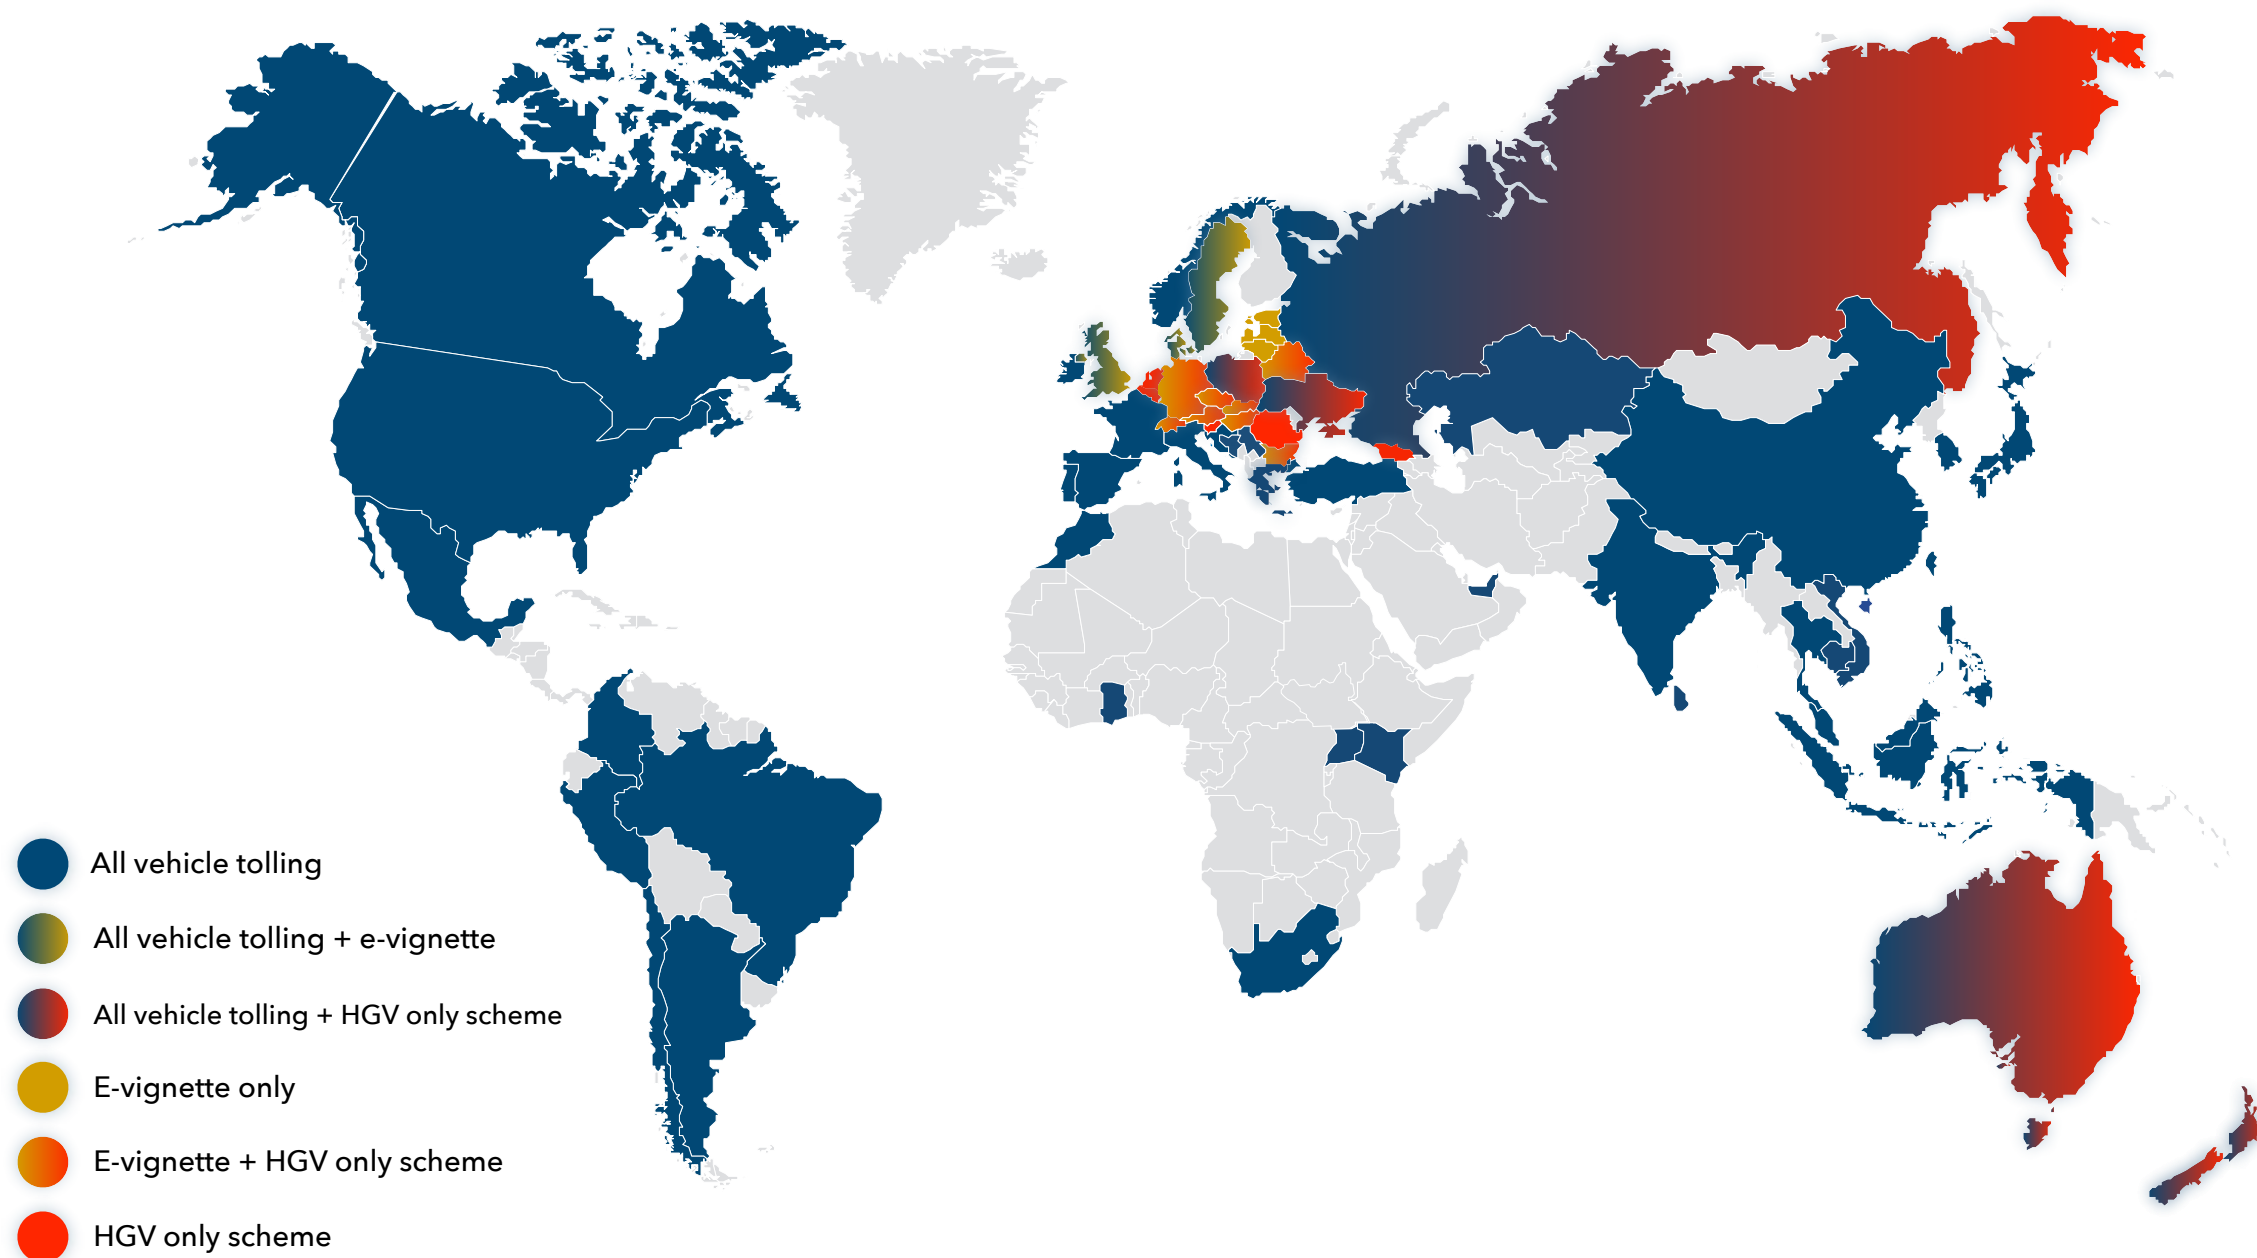 All vehicle tolling
All vehicle tolling + e-vignette
All vehicle tolling + HGV only scheme
E-vignette only
E-vignette + HGV only scheme
HGV only scheme